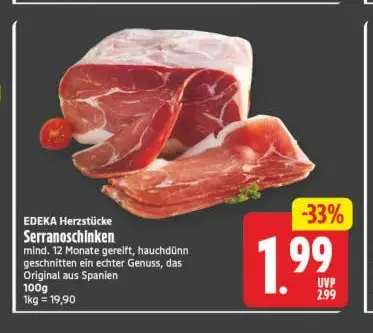 EDEKA Herzstücke
Serranoschinken
mind. 12 Monate gereift, hauchdünn
geschnitten ein echter Genuss, das
Original aus Spanien
100g
1kg = 19,90
-33%
1.99
UVP
2.99